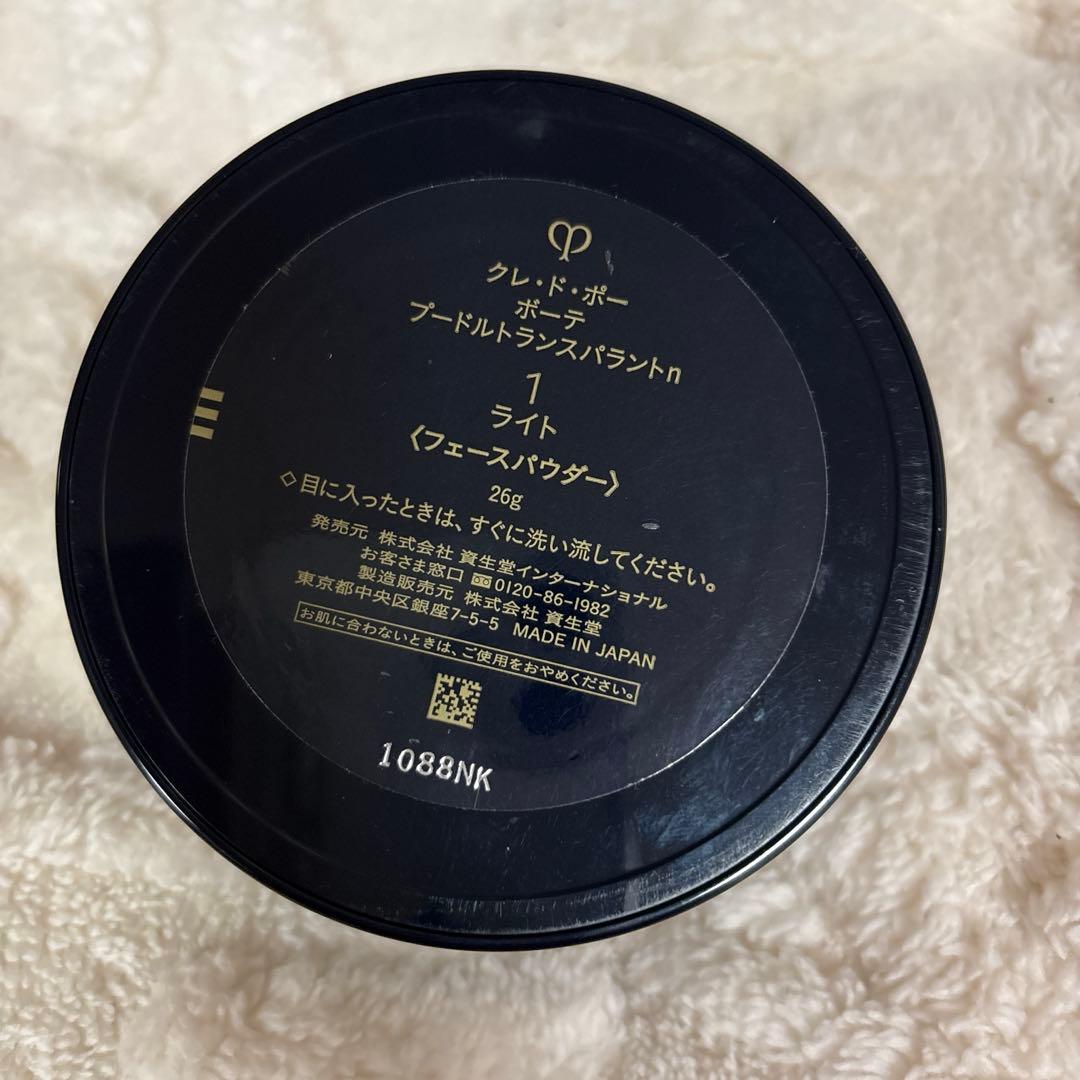 クレ・ド・ポー
ボーテ
プードルトランスパラントn
1
ライト
〈フェースパウダー〉
26g
◇目に入ったときは、すぐに洗い流してください。
発売元 株式会社 資生堂インターナショナル
お客さま窓口 0120-86-1982
製造販売元 株式会社 資生堂
東京都中央区銀座7-5-5 MADE IN JAPAN
お肌に合わないときは、ご使用をおやめください。
1088NK